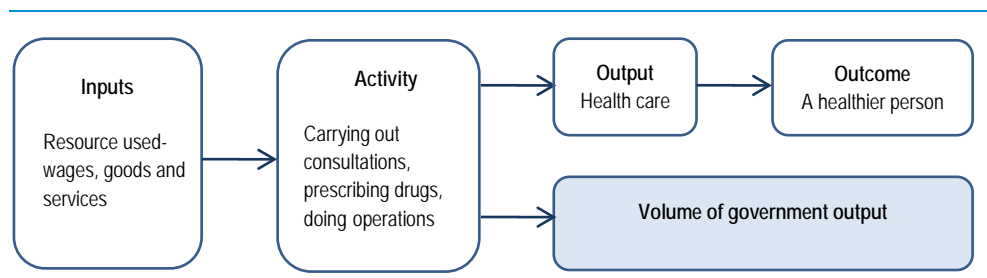 Inputs
Resource used-
wages, goods and
services
Activity
Carrying out
consultations,
prescribing drugs,
doing operations
Output
Health care
Outcome
A healthier person
Volume of government output